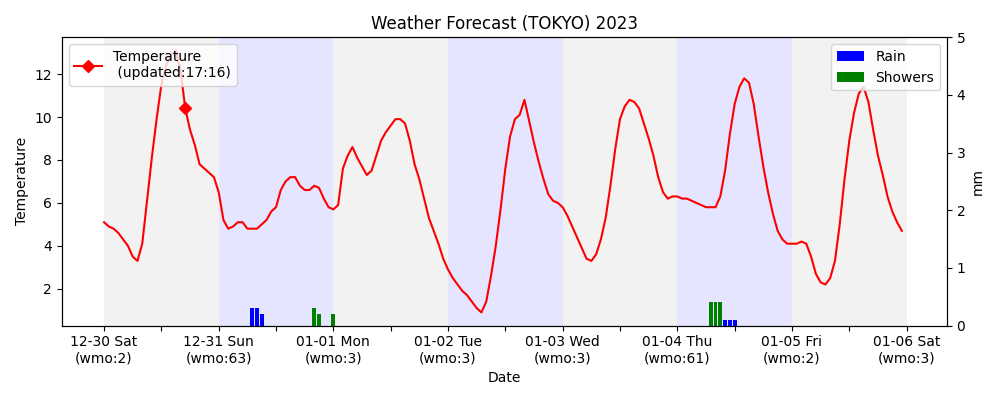 Weather Forecast (TOKYO) 2023
Temperature
(updated:17:16)
Rain
Showers
Temperature
12
10
8
6
4
2
5
4
3
2
1
0
mm
12-30 Sat 12-31 Sun 01-01 Mon 01-02 Tue 01-03 Wed 01-04 Thu 01-05 Fri 01-06 Sat
(wmo:2) (wmo:63) (wmo:3) (wmo:3) (wmo:3) (wmo:61) (wmo:2) (wmo:3)
Date